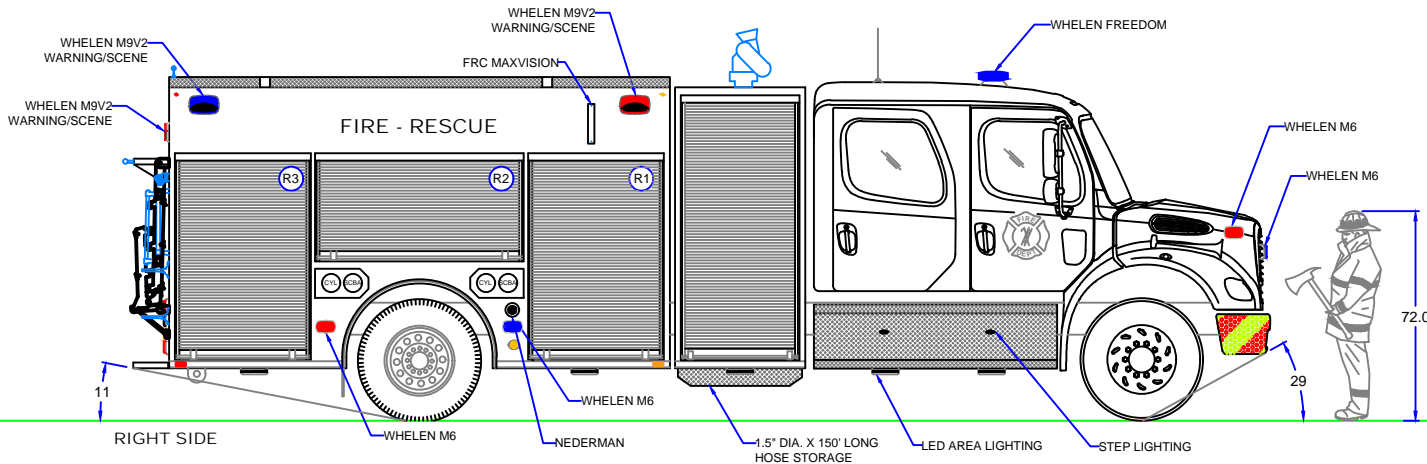 WHELEN M9V2
WARNING/SCENE
WHELEN M9V2
WARNING/SCENE
WHELEN M9V2
WARNING/SCENE
FRC MAXVISION
WHELEN FREEDOM
WHELEN M6
WHELEN M6
FIRE - RESCUE
R3
R2
R1
FIRE
DEPT
CYL
SCBA
CYL
SCBA
72.0
11
29
WHELEN M6
WHELEN M6
NEDERMAN
1.5" DIA. X 150' LONG
HOSE STORAGE
LED AREA LIGHTING
STEP LIGHTING
RIGHT SIDE